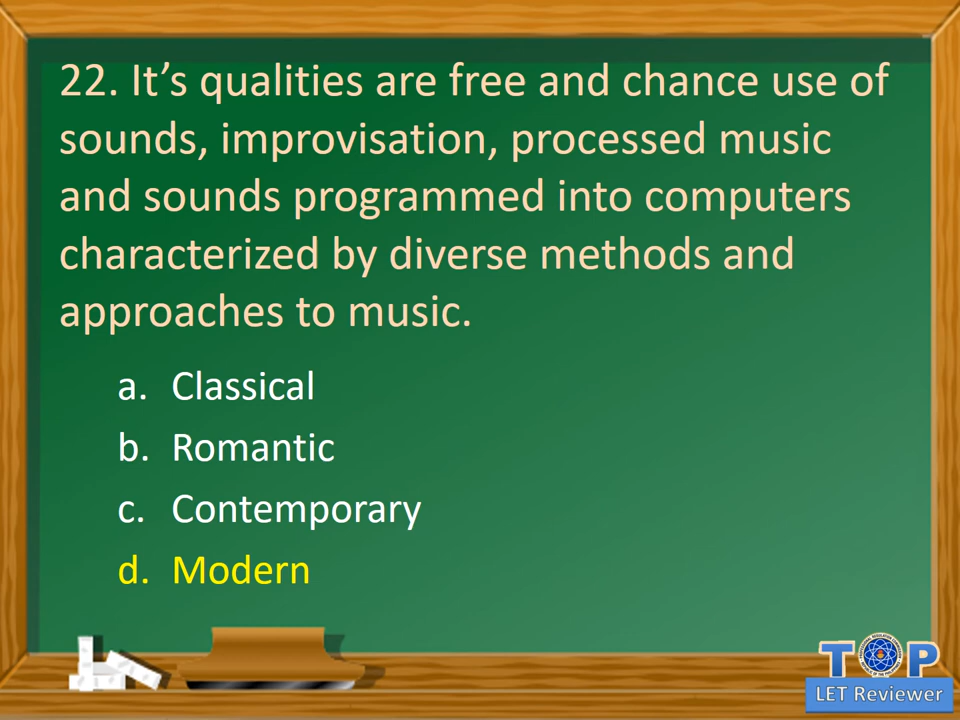 22. It’s qualities are free and chance use of
sounds, improvisation, processed music
and sounds programmed into computers
characterized by diverse methods and
approaches to music.
a. Classical
b. Romantic
c. Contemporary
d. Modern
TOP
LET Reviewer